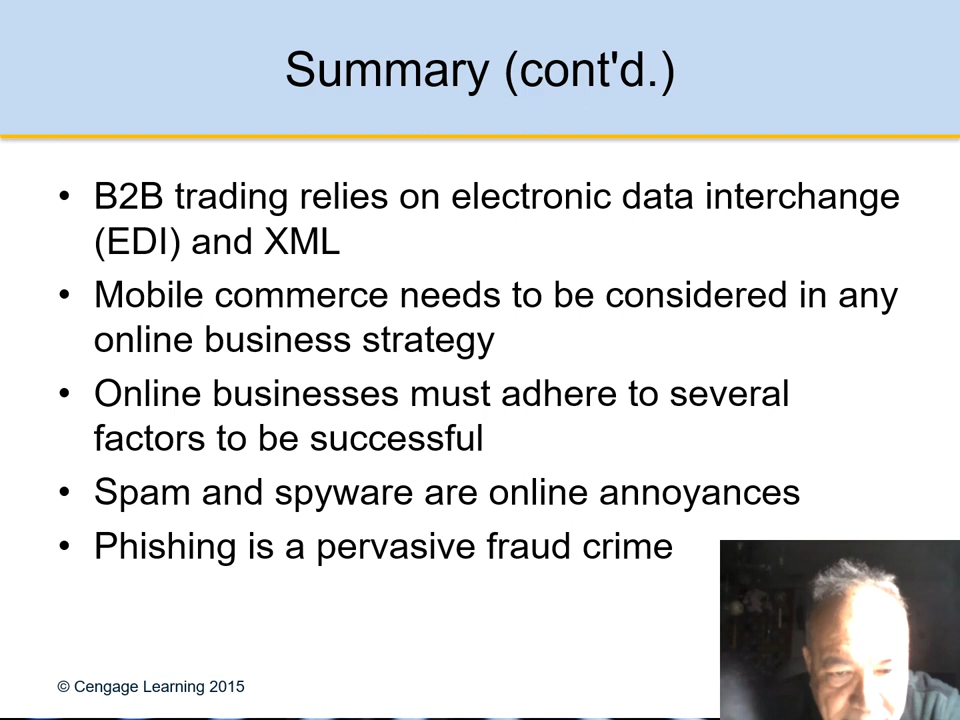 Summary (cont'd.)
• B2B trading relies on electronic data interchange
(EDI) and XML
• Mobile commerce needs to be considered in any
online business strategy
• Online businesses must adhere to several
factors to be successful
• Spam and spyware are online annoyances
• Phishing is a pervasive fraud crime
© Cengage Learning 2015